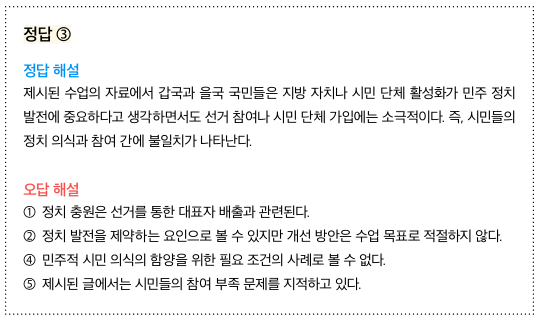 정답 ③
정답 해설
제시된 수업의 자료에서 갑국과 을국 국민들은 지방 자치나 시민 단체 활성화가 민주 정치
발전에 중요하다고 생각하면서도 선거 참여나 시민 단체 가입에는 소극적이다. 즉, 시민들의
정치 의식과 참여 간에 불일치가 나타난다.
오답 해설
① 정치 충원은 선거를 통한 대표자 배출과 관련된다.
② 정치 발전을 제약하는 요인으로 볼 수 있지만 개선 방안은 수업 목표로 적절하지 않다.
④ 민주적 시민 의식의 함양을 위한 필요 조건의 사례로 볼 수 없다.
⑤ 제시된 글에서는 시민들의 참여 부족 문제를 지적하고 있다.